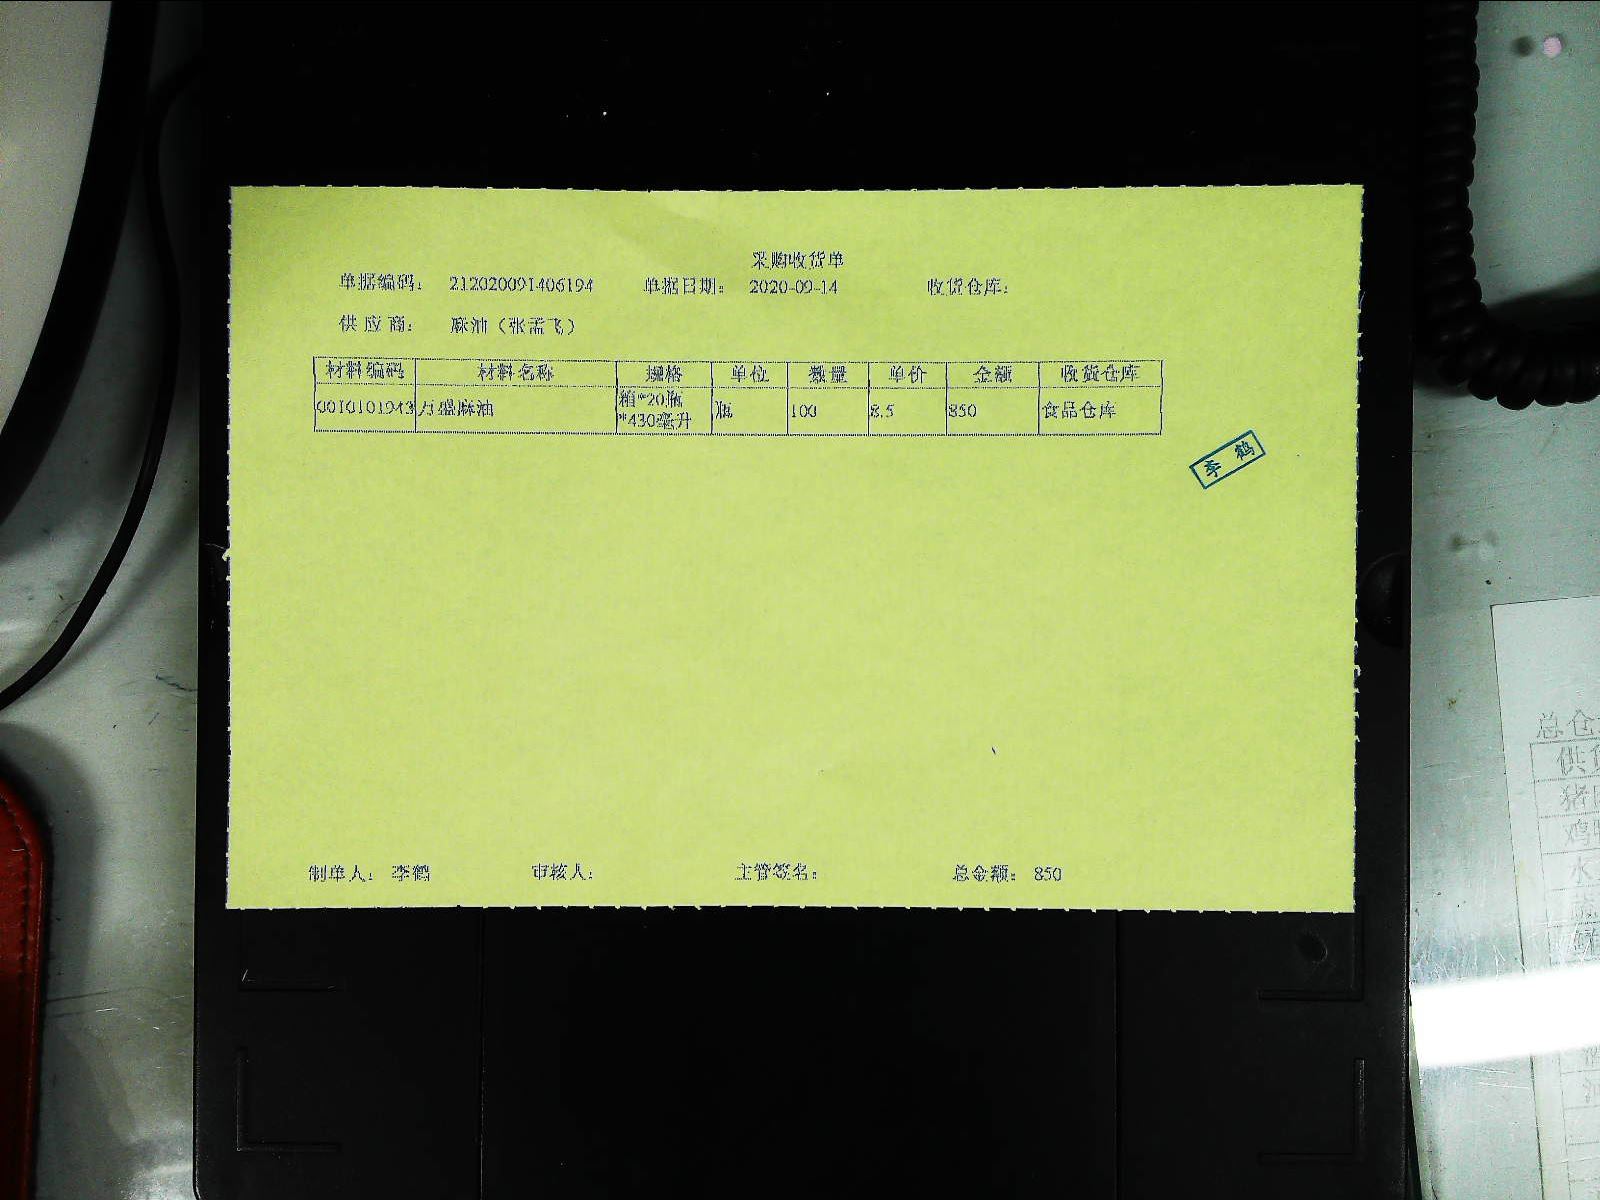 采购收货单
单据编码： 212020091406194 单据日期： 2020-09-14 收货仓库：
供 应 商： 麻油（张孟飞）
材料编码 材料名称 规格 单位 数量 单价 金额 收货仓库
0010101943 万盛麻油 箱*20瓶*430毫升 瓶 100 8.5 850 食品仓库
李 鹤
制单人： 李鹤 审核人： 主管签名： 总金额： 850
总仓